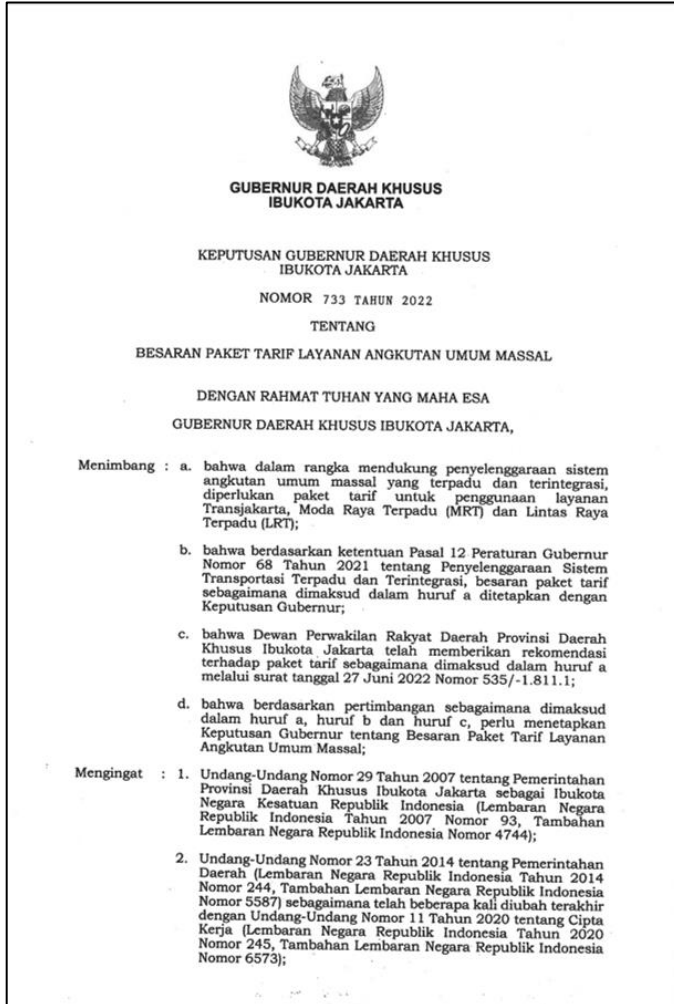 GUBERNUR DAERAH KHUSUS
IBUKOTA JAKARTA
KEPUTUSAN GUBERNUR DAERAH KHUSUS
IBUKOTA JAKARTA
NOMOR 733 TAHUN 2022
TENTANG
BESARAN PAKET TARIF LAYANAN ANGKUTAN UMUM MASSAL
DENGAN RAHMAT TUHAN YANG MAHA ESA
GUBERNUR DAERAH KHUSUS IBUKOTA JAKARTA,
Menimbang : a. bahwa dalam rangka mendukung penyelenggaraan sistem
angkutan umum massal yang terpadu dan terintegrasi,
diperlukan paket tarif untuk penggunaan layanan
Transjakarta, Moda Raya Terpadu (MRT) dan Lintas Raya
Terpadu (LRT);
b. bahwa berdasarkan ketentuan Pasal 12 Peraturan Gubernur
Nomor 68 Tahun 2021 tentang Penyelenggaraan Sistem
Transportasi Terpadu dan Terintegrasi, besaran paket tarif
sebagaimana dimaksud dalam huruf a ditetapkan dengan
Keputusan Gubernur;
c. bahwa Dewan Perwakilan Rakyat Daerah Provinsi Daerah
Khusus Ibukota Jakarta telah memberikan rekomendasi
terhadap paket tarif sebagaimana dimaksud dalam huruf a
melalui surat tanggal 27 Juni 2022 Nomor 535/-1.811.1;
d. bahwa berdasarkan pertimbangan sebagaimana dimaksud
dalam huruf a, huruf b dan huruf c, perlu menetapkan
Keputusan Gubernur tentang Besaran Paket Tarif Layanan
Angkutan Umum Massal;
Mengingat : 1. Undang-Undang Nomor 29 Tahun 2007 tentang Pemerintahan
Provinsi Daerah Khusus Ibukota Jakarta sebagai Ibukota
Negara Kesatuan Republik Indonesia (Lembaran Negara
Republik Indonesia Tahun 2007 Nomor 93, Tambahan
Lembaran Negara Republik Indonesia Nomor 4744);
2. Undang-Undang Nomor 23 Tahun 2014 tentang Pemerintahan
Daerah (Lembaran Negara Republik Indonesia Tahun 2014
Nomor 244, Tambahan Lembaran Negara Republik Indonesia
Nomor 5587) sebagaimana telah beberapa kali diubah terakhir
dengan Undang-Undang Nomor 11 Tahun 2020 tentang Cipta
Kerja (Lembaran Negara Republik Indonesia Tahun 2020
Nomor 245, Tambahan Lembaran Negara Republik Indonesia
Nomor 6573);